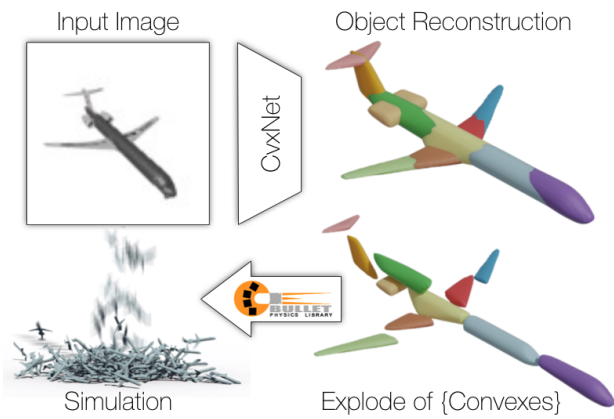 Input Image
Object Reconstruction
CvxNet
BULLET
PHYSICS LIBRARY
Simulation
Explode of {Convexes}